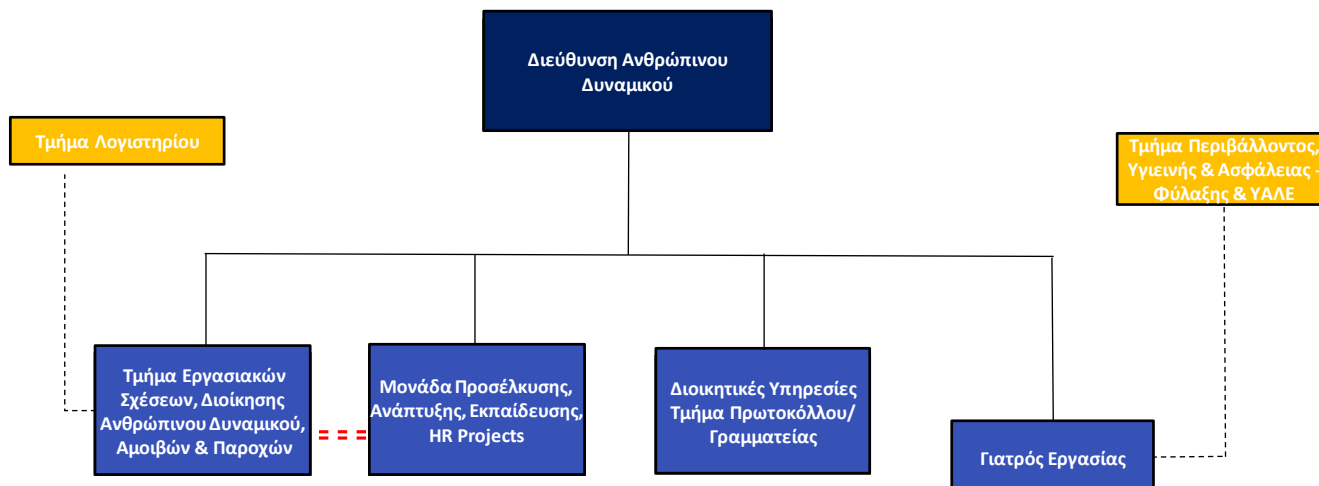 Διεύθυνση Ανθρώπινου
Δυναμικού
Τμήμα Λογιστηρίου
Τμήμα Περιβάλλοντος,
Υγιεινής & Ασφάλειας -
Φύλαξης & ΥΑΛΕ
Τμήμα Εργασιακών
Σχέσεων, Διοίκησης
Ανθρώπινου Δυναμικού,
Αμοιβών & Παροχών
Μονάδα Προσέλκυσης,
Ανάπτυξης, Εκπαίδευσης,
HR Projects
Διοικητικές Υπηρεσίες
Τμήμα Πρωτοκόλλου/
Γραμματείας
Γιατρός Εργασίας